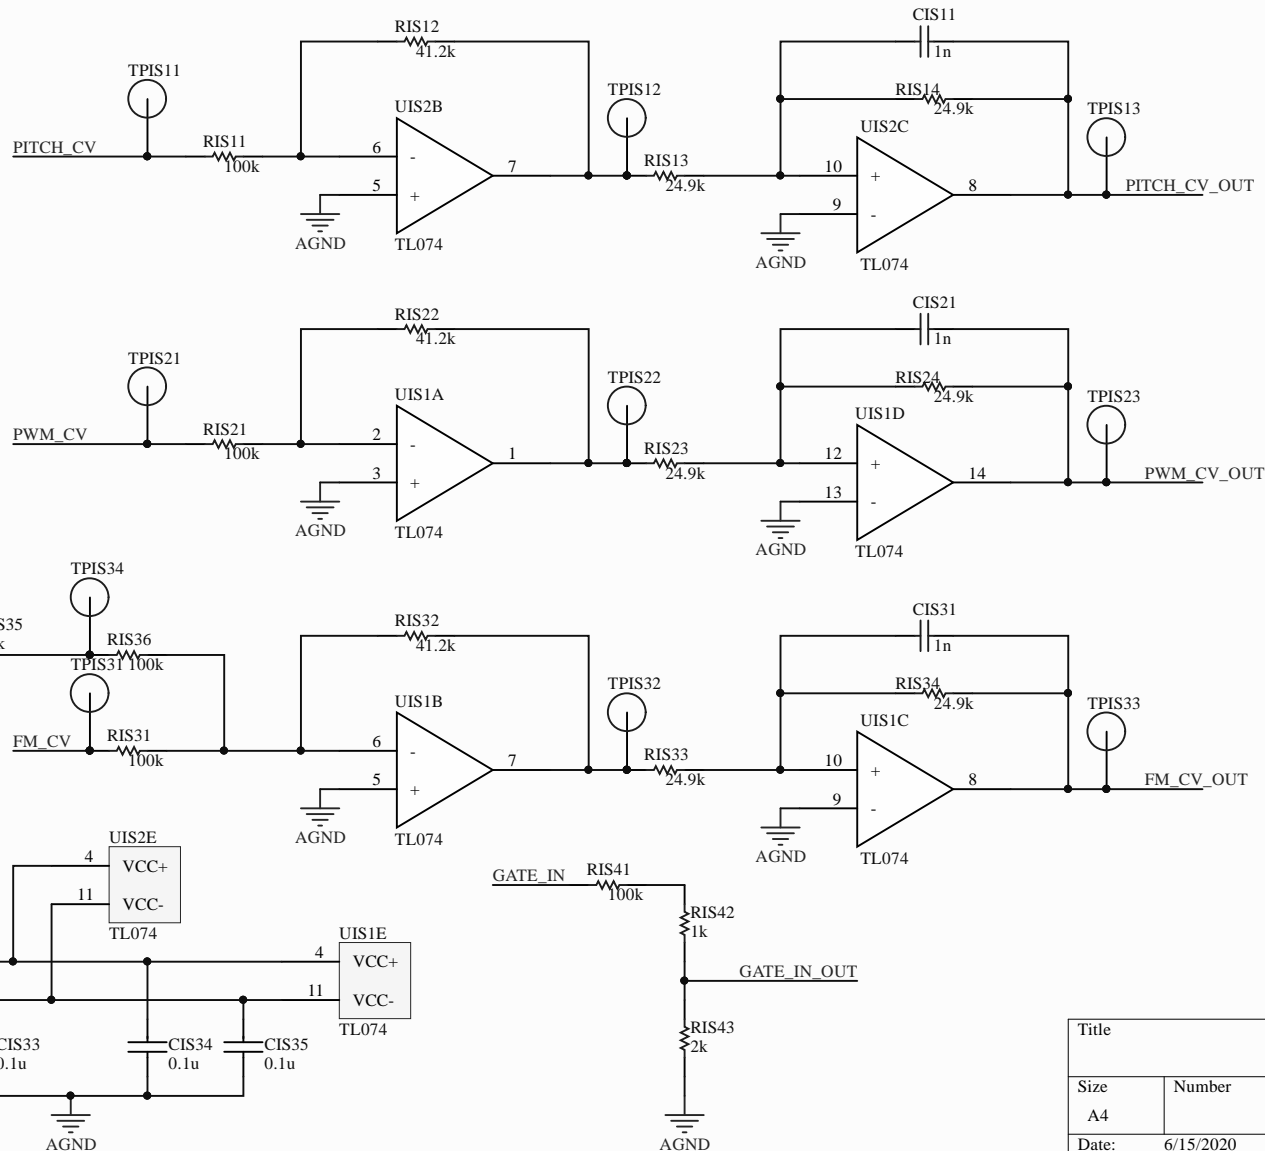 RIS12
41.2k
CIS11
1n
TPIS11
TPIS12
RIS14
24.9k
TPIS13
UIS2B
UIS2C
PITCH_CV
RIS11
100k
6
-
5
+
7
RIS13
24.9k
10
+
9
-
8
PITCH_CV_OUT
AGND
TL074
AGND
TL074
RIS22
41.2k
CIS21
1n
TPIS21
TPIS22
RIS24
24.9k
TPIS23
UIS1A
UIS1D
PWM_CV
RIS21
100k
2
-
3
+
1
RIS23
24.9k
12
+
13
-
14
PWM_CV_OUT
AGND
TL074
AGND
TL074
TPIS34
S35
k
RIS36
100k
TPIS31
RIS32
41.2k
CIS31
1n
TPIS32
RIS34
24.9k
TPIS33
UIS1B
UIS1C
FM_CV
RIS31
100k
6
-
5
+
7
RIS33
24.9k
10
+
9
-
8
FM_CV_OUT
AGND
TL074
AGND
TL074
UIS2E
4
VCC+
11
VCC-
TL074
GATE_IN
RIS41
100k
RIS42
1k
UIS1E
4
VCC+
11
VCC-
TL074
GATE_IN_OUT
CIS33
0.1u
CIS34
0.1u
CIS35
0.1u
RIS43
2k
AGND
AGND
Title
Size
Number
A4
Date:
6/15/2020